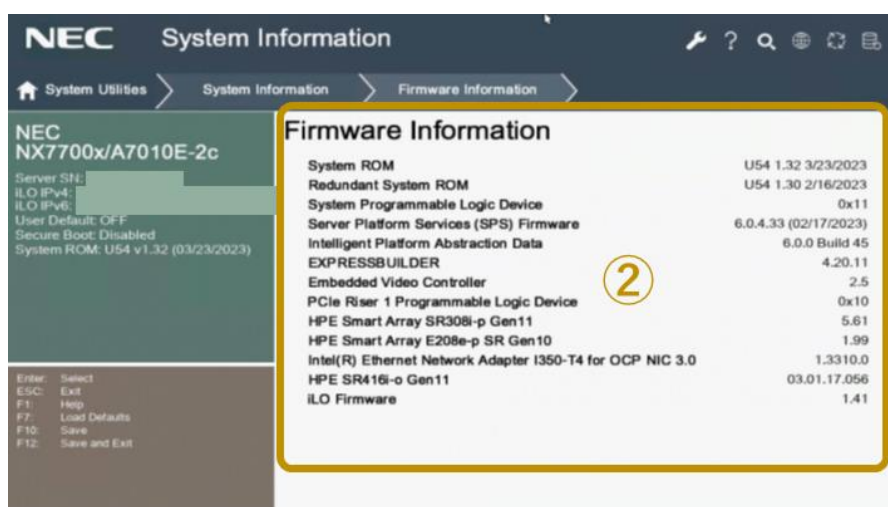 NEC System Information
System Utilities System Information Firmware Information
NEC
NX7700x/A7010E-2c
Server SN:
iLO IPv4:
iLO IPv6:
User Default: OFF
Secure Boot: Disabled
System ROM: U54 v1.32 (03/23/2023)
Enter: Select
ESC: Exit
F1: Help
F7: Load Defaults
F10: Save
F12: Save and Exit
Firmware Information
System ROM U54 1.32 3/23/2023
Redundant System ROM U54 1.30 2/16/2023
System Programmable Logic Device 0x11
Server Platform Services (SPS) Firmware 6.0.4.33 (02/17/2023)
Intelligent Platform Abstraction Data 6.0.0 Build 45
EXPRESSBUILDER 4.20.11
Embedded Video Controller 2.5
PCIe Riser 1 Programmable Logic Device 0x10
HPE Smart Array SR308i-p Gen11 5.61
HPE Smart Array E208e-p SR Gen10 1.99
Intel(R) Ethernet Network Adapter I350-T4 for OCP NIC 3.0 1.3310.0
HPE SR416i-o Gen11 03.01.17.056
iLO Firmware 1.41
②